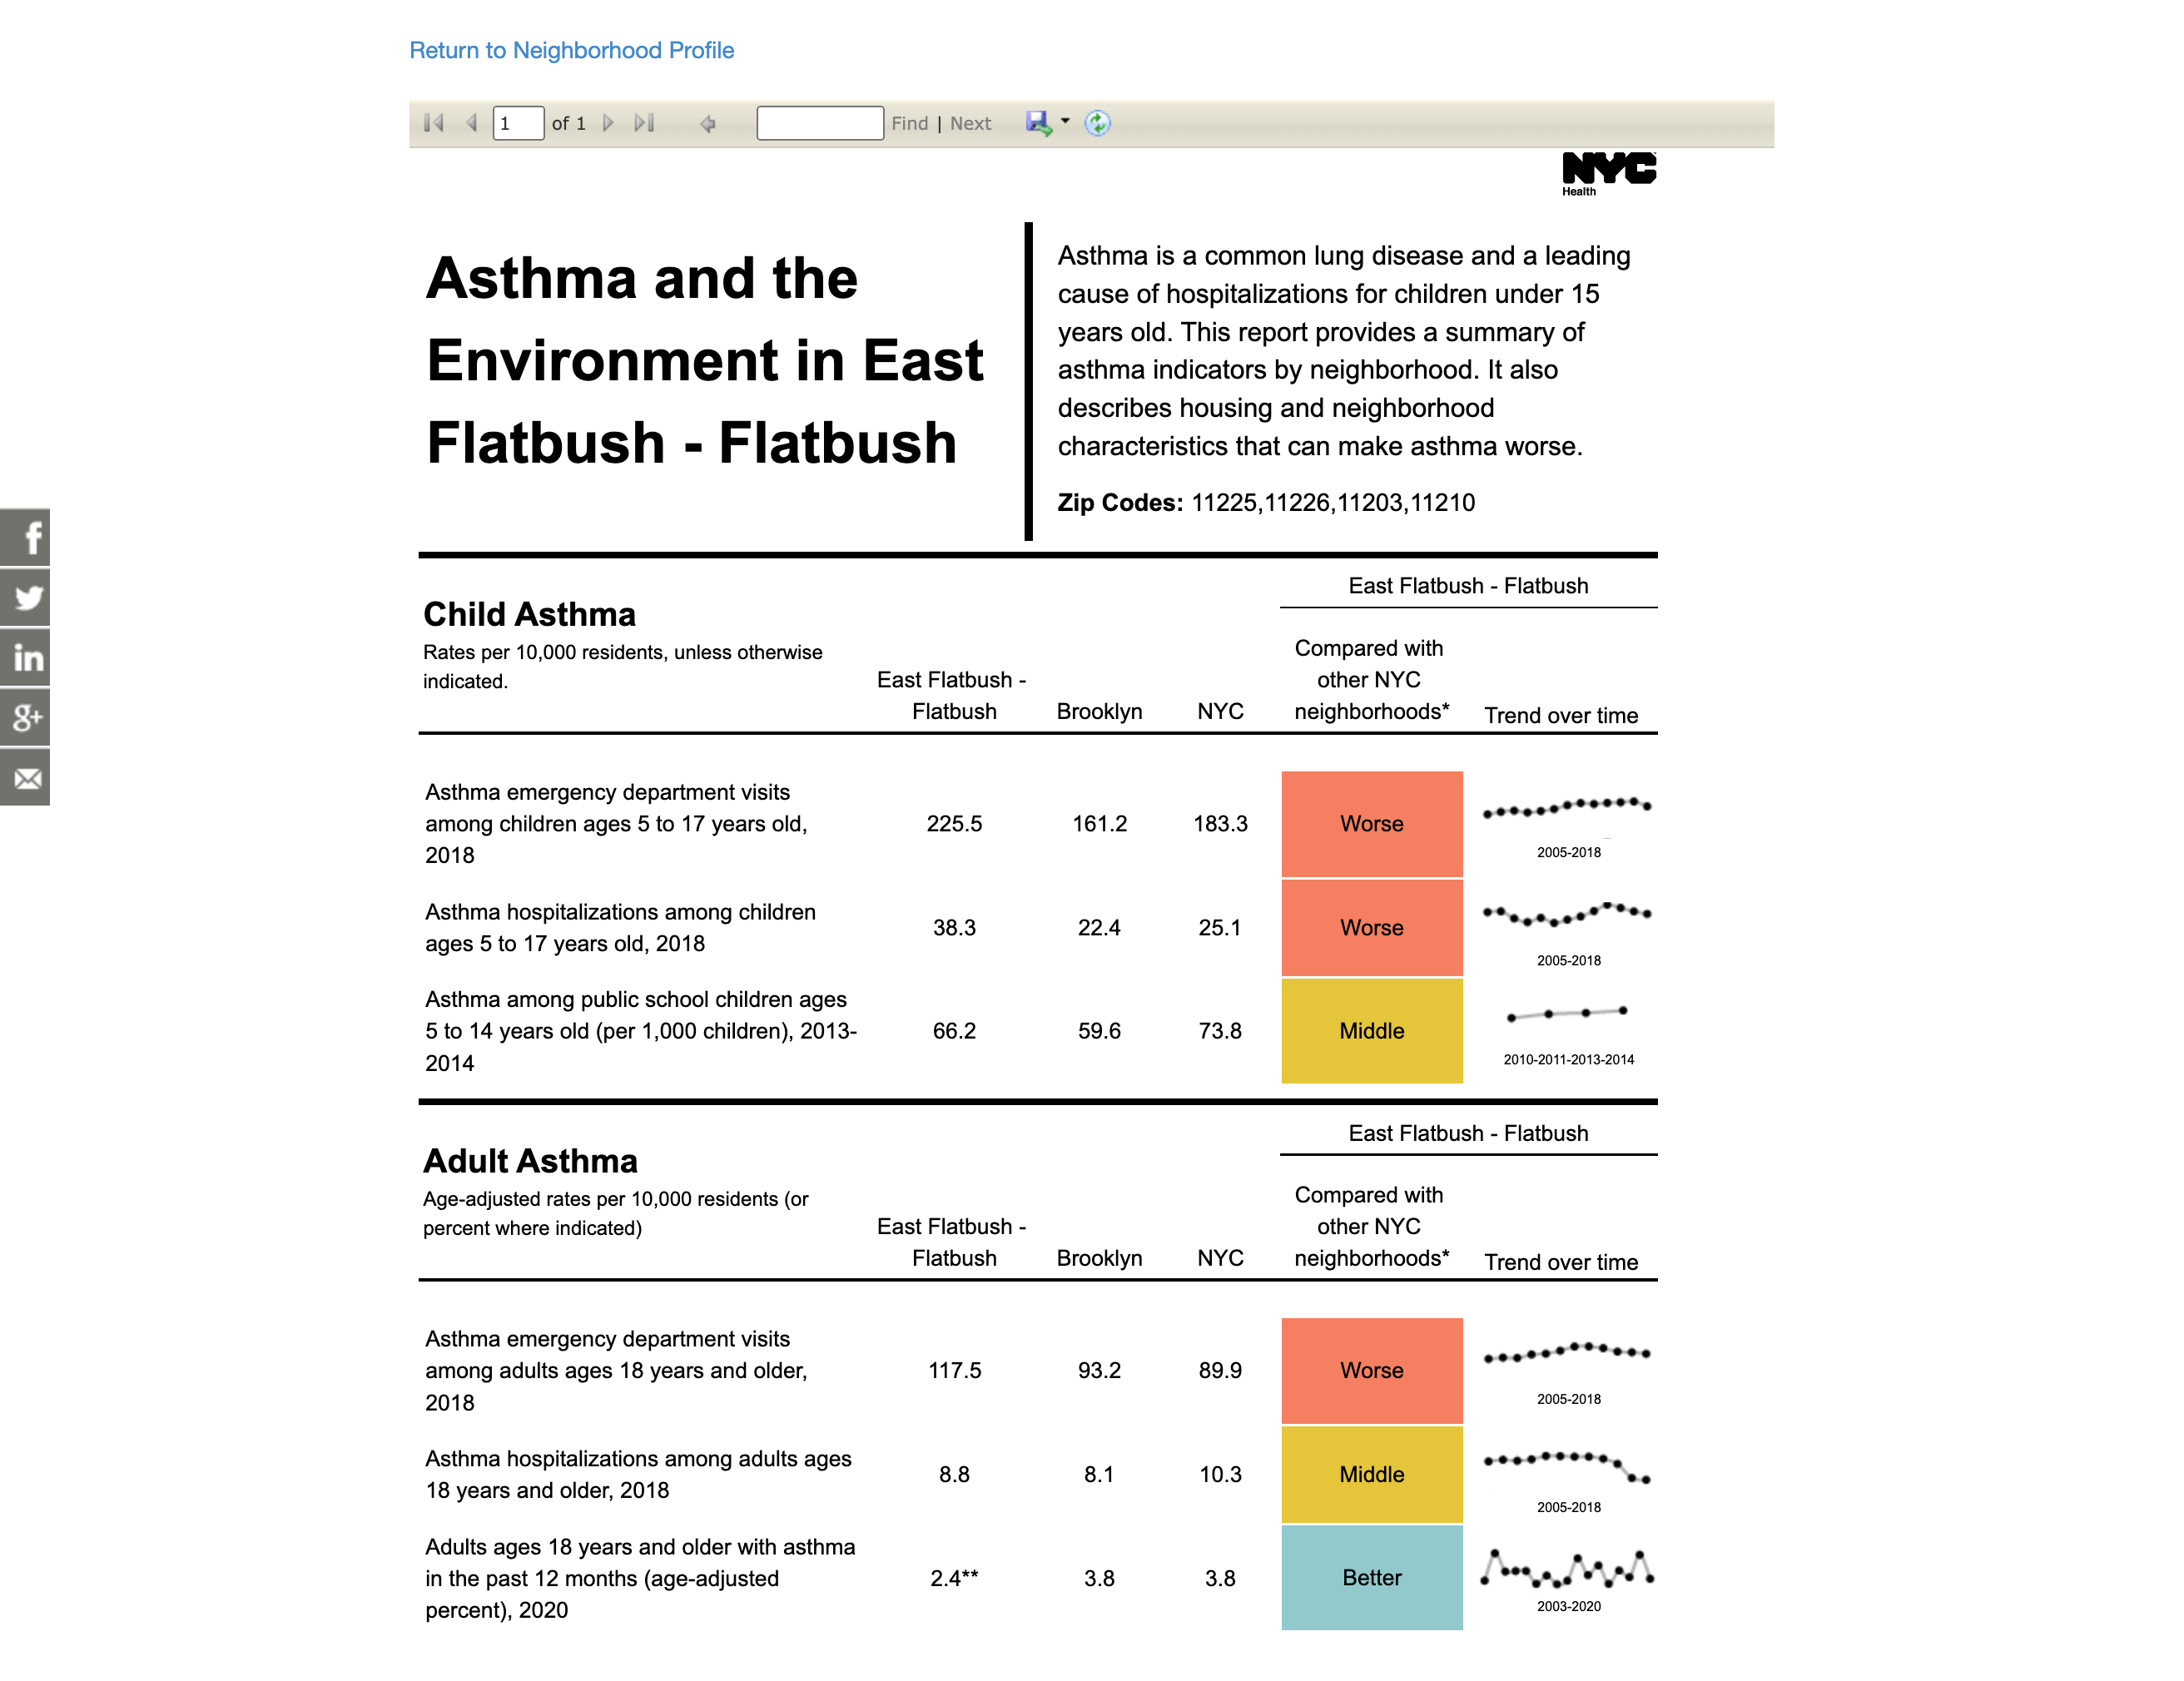 Return to Neighborhood Profile
1 of 1 Find | Next
NYC
Health
Asthma and the
Environment in East
Flatbush - Flatbush
Asthma is a common lung disease and a leading
cause of hospitalizations for children under 15
years old. This report provides a summary of
asthma indicators by neighborhood. It also
describes housing and neighborhood
characteristics that can make asthma worse.
Zip Codes: 11225,11226,11203,11210
f
in
g+
East Flatbush - Flatbush
Child Asthma
Rates per 10,000 residents, unless otherwise
indicated.
East Flatbush -
Flatbush
Brooklyn
NYC
Compared with
other NYC
neighborhoods*
Trend over time
Asthma emergency department visits
among children ages 5 to 17 years old,
2018
225.5 161.2 183.3 Worse
2005-2018
Asthma hospitalizations among children
ages 5 to 17 years old, 2018
38.3 22.4 25.1 Worse
2005-2018
Asthma among public school children ages
5 to 14 years old (per 1,000 children), 2013-
2014
66.2 59.6 73.8 Middle
2010-2011-2013-2014
East Flatbush - Flatbush
Adult Asthma
Age-adjusted rates per 10,000 residents (or
percent where indicated)
East Flatbush -
Flatbush
Brooklyn
NYC
Compared with
other NYC
neighborhoods*
Trend over time
Asthma emergency department visits
among adults ages 18 years and older,
2018
117.5 93.2 89.9 Worse
2005-2018
Asthma hospitalizations among adults ages
18 years and older, 2018
8.8 8.1 10.3 Middle
2005-2018
Adults ages 18 years and older with asthma
in the past 12 months (age-adjusted
percent), 2020
2.4** 3.8 3.8 Better
2003-2020